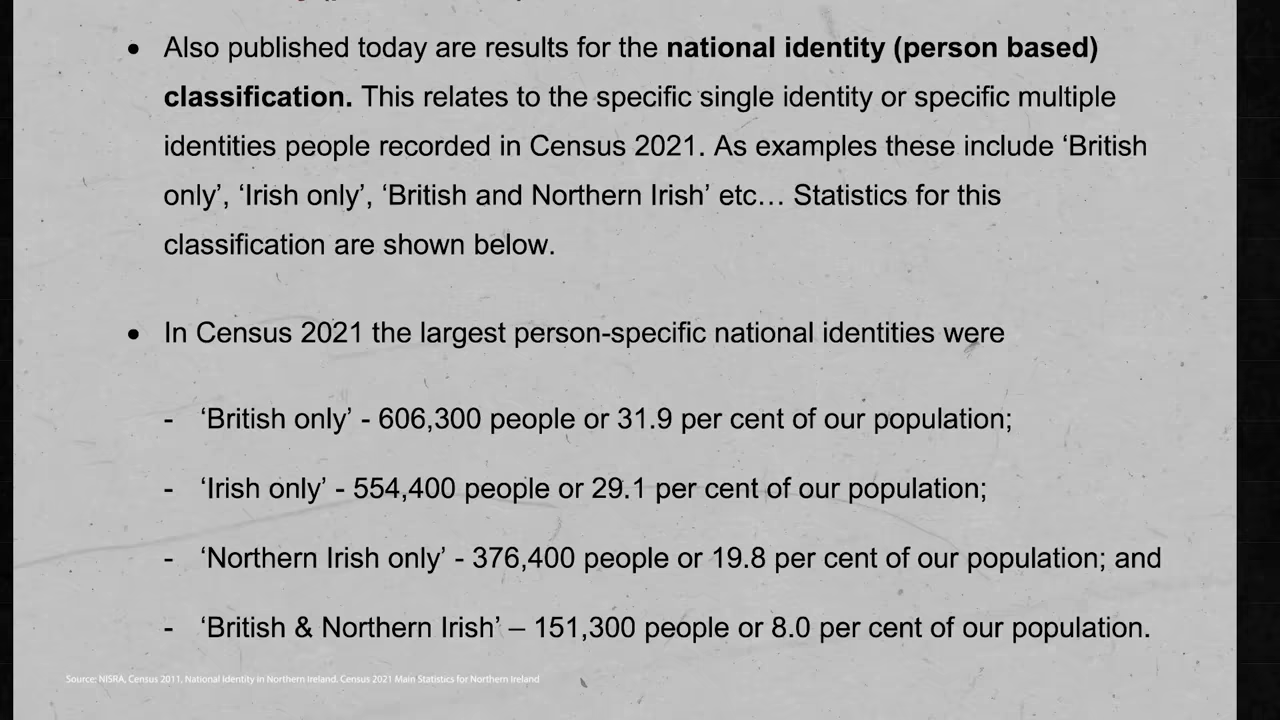 • Also published today are results for the national identity (person based)
classification. This relates to the specific single identity or specific multiple
identities people recorded in Census 2021. As examples these include ‘British
only’, ‘Irish only’, ‘British and Northern Irish’ etc… Statistics for this
classification are shown below.
• In Census 2021 the largest person-specific national identities were
- ‘British only’ - 606,300 people or 31.9 per cent of our population;
- ‘Irish only’ - 554,400 people or 29.1 per cent of our population;
- ‘Northern Irish only’ - 376,400 people or 19.8 per cent of our population; and
- ‘British & Northern Irish’ – 151,300 people or 8.0 per cent of our population.
Source: NISRA, Census 2011, National Identity in Northern Ireland. Census 2021 Main Statistics for Northern Ireland